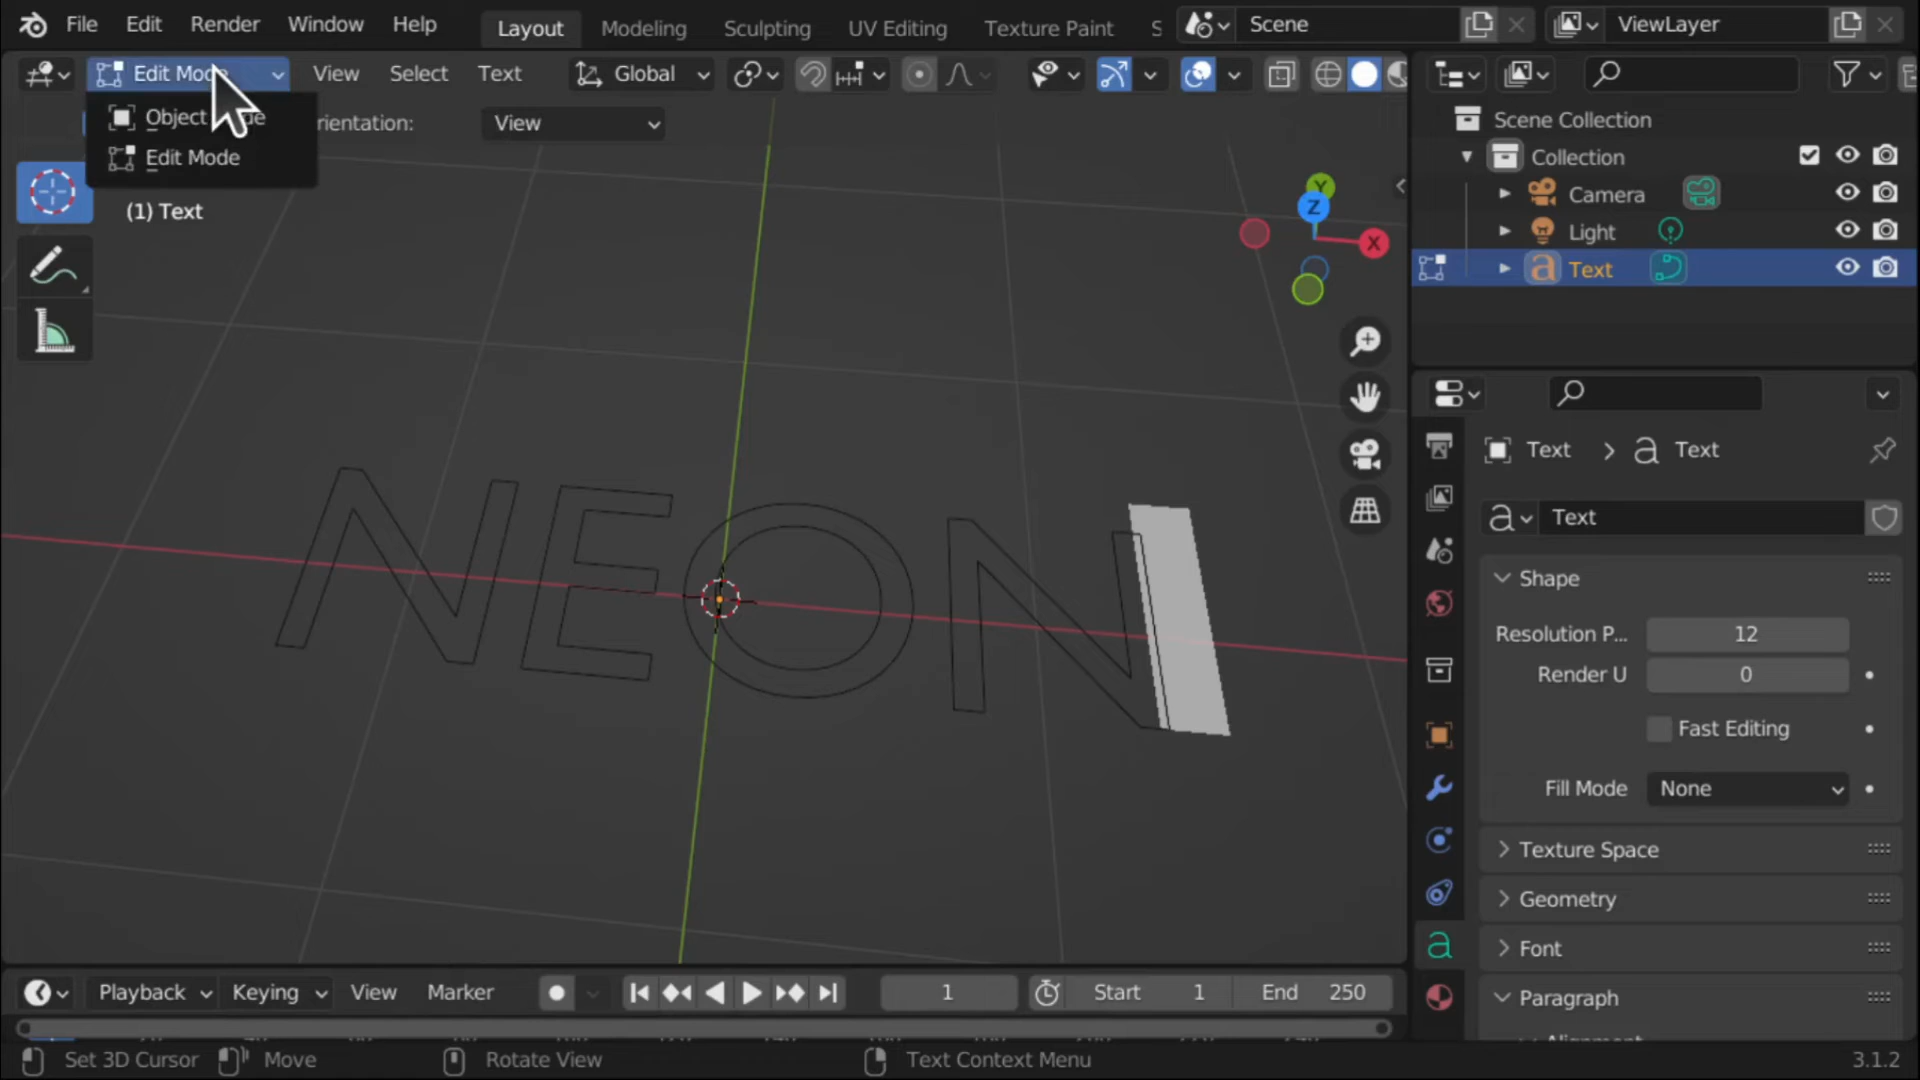 File Edit Render Window Help Layout Modeling Sculpting UV Editing Texture Paint Scene ViewLayer
Edit Mode View Select Text Global
Object
Edit Mode
View
(1) Text
NEON
Y
Z
X
Scene Collection
Collection
Camera
Light
Text
Text > Text
Text
Shape
Resolution P... 12
Render U 0
Fast Editing
Fill Mode None
Texture Space
Geometry
Font
Paragraph
Playback Keying View Marker 1 Start 1 End 250
Set 3D Cursor Move Rotate View Text Context Menu 3.1.2